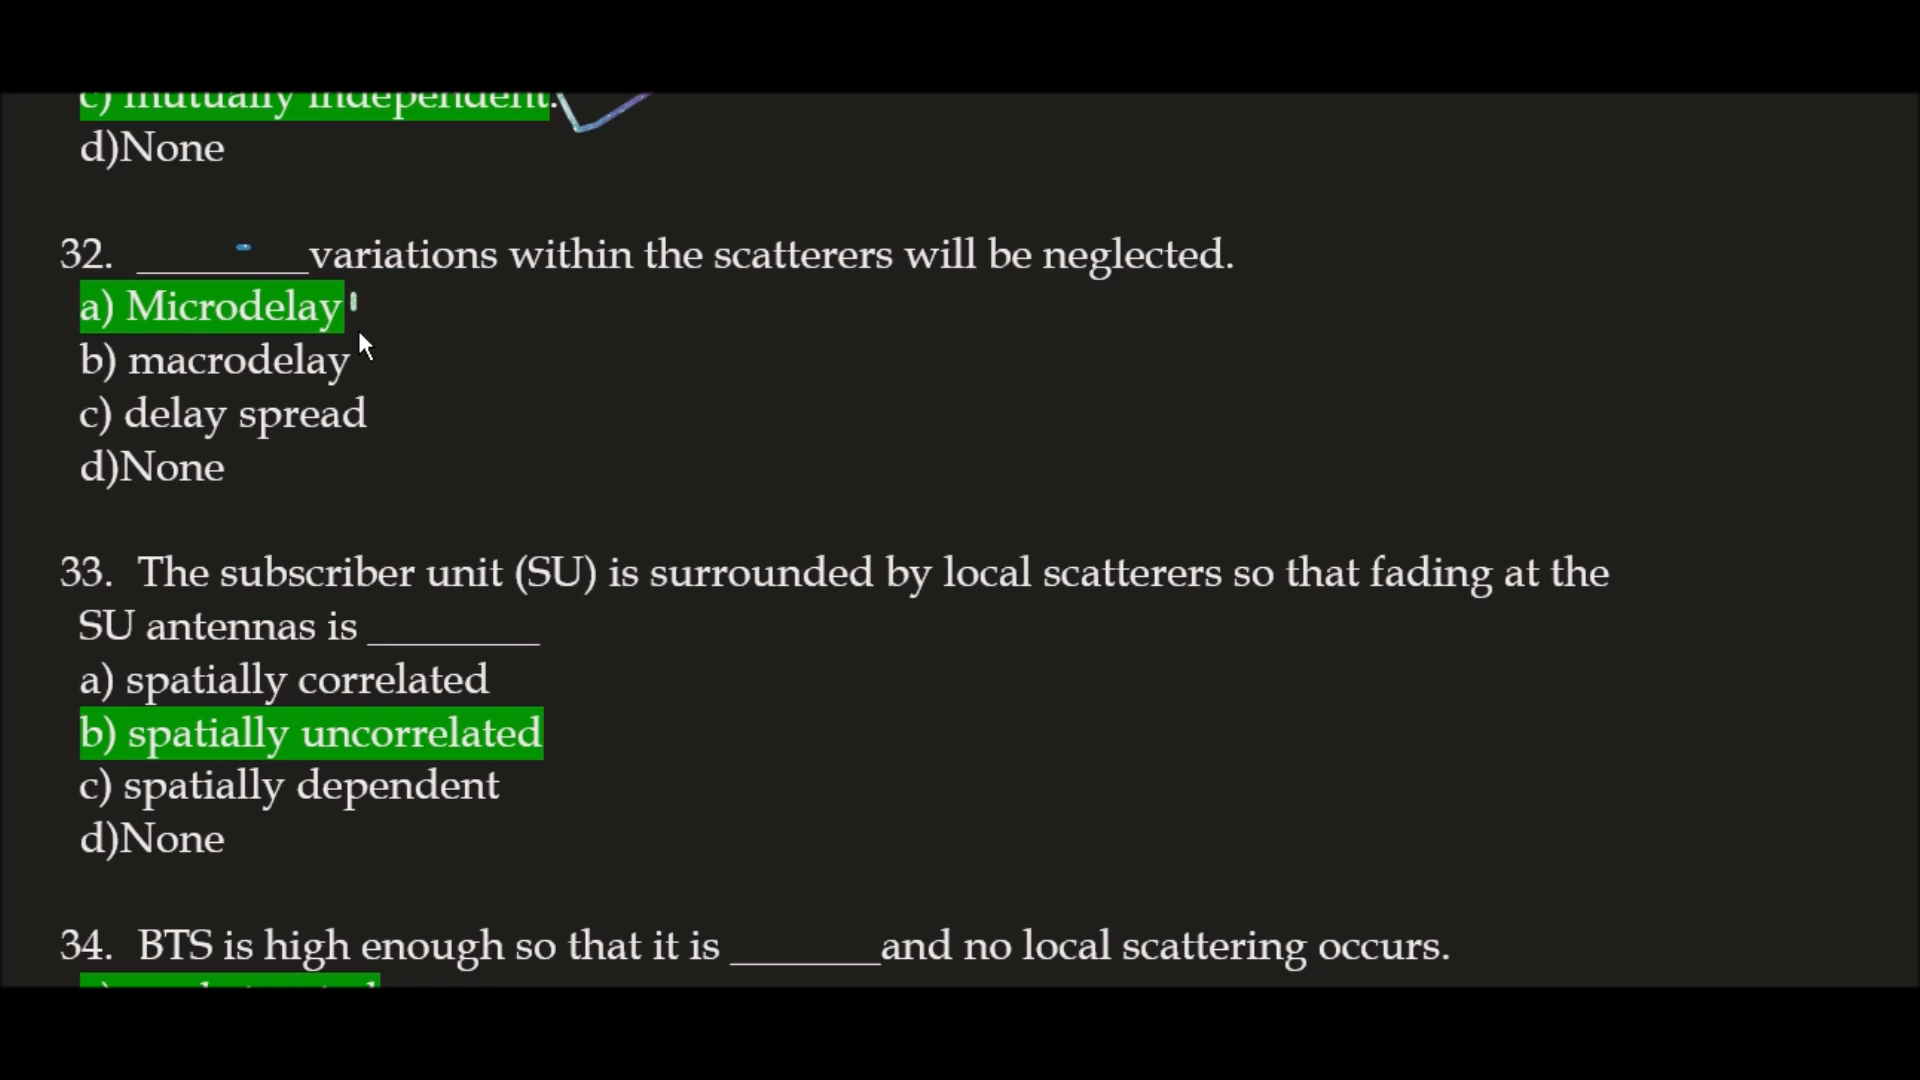 c) mutually independent.
d)None
32. ________variations within the scatterers will be neglected.
a) Microdelay
b) macrodelay
c) delay spread
d)None
33. The subscriber unit (SU) is surrounded by local scatterers so that fading at the
SU antennas is ________
a) spatially correlated
b) spatially uncorrelated
c) spatially dependent
d)None
34. BTS is high enough so that it is _______and no local scattering occurs.